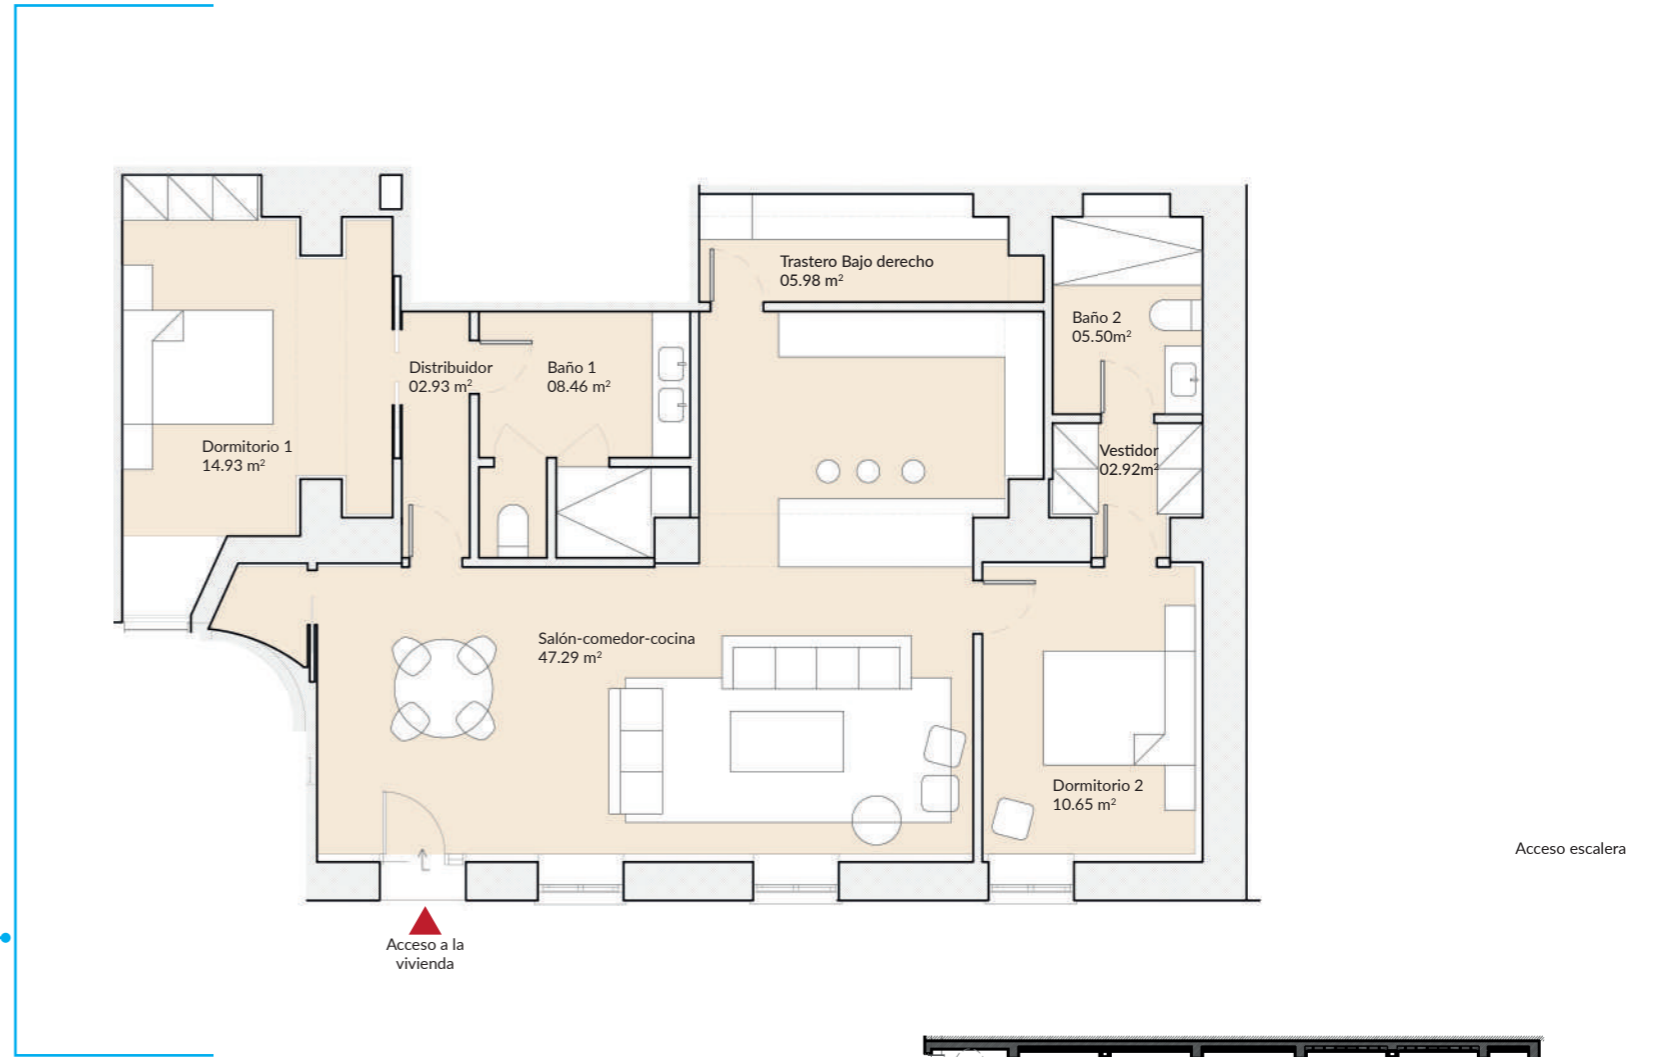 Trastero Bajo derecho
05.98 m²
Baño 2
05.50m²
Distribuidor
02.93 m²
Baño 1
08.46 m²
Dormitorio 1
14.93 m²
Vestidor
02.92m²
Salón-comedor-cocina
47.29 m²
Dormitorio 2
10.65 m²
Acceso escalera
Acceso a la
vivienda